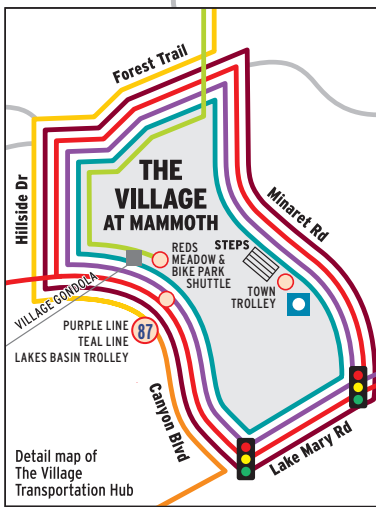 Forest Trail
Hillside Dr
THE
VILLAGE
AT MAMMOTH
Minaret Rd
REDS
MEADOW &
BIKE PARK
SHUTTLE
STEPS
TOWN
TROLLEY
VILLAGE GONDOLA
PURPLE LINE
TEAL LINE
LAKES BASIN TROLLEY
87
Canyon Blvd
Lake Mary Rd
Detail map of
The Village
Transportation Hub